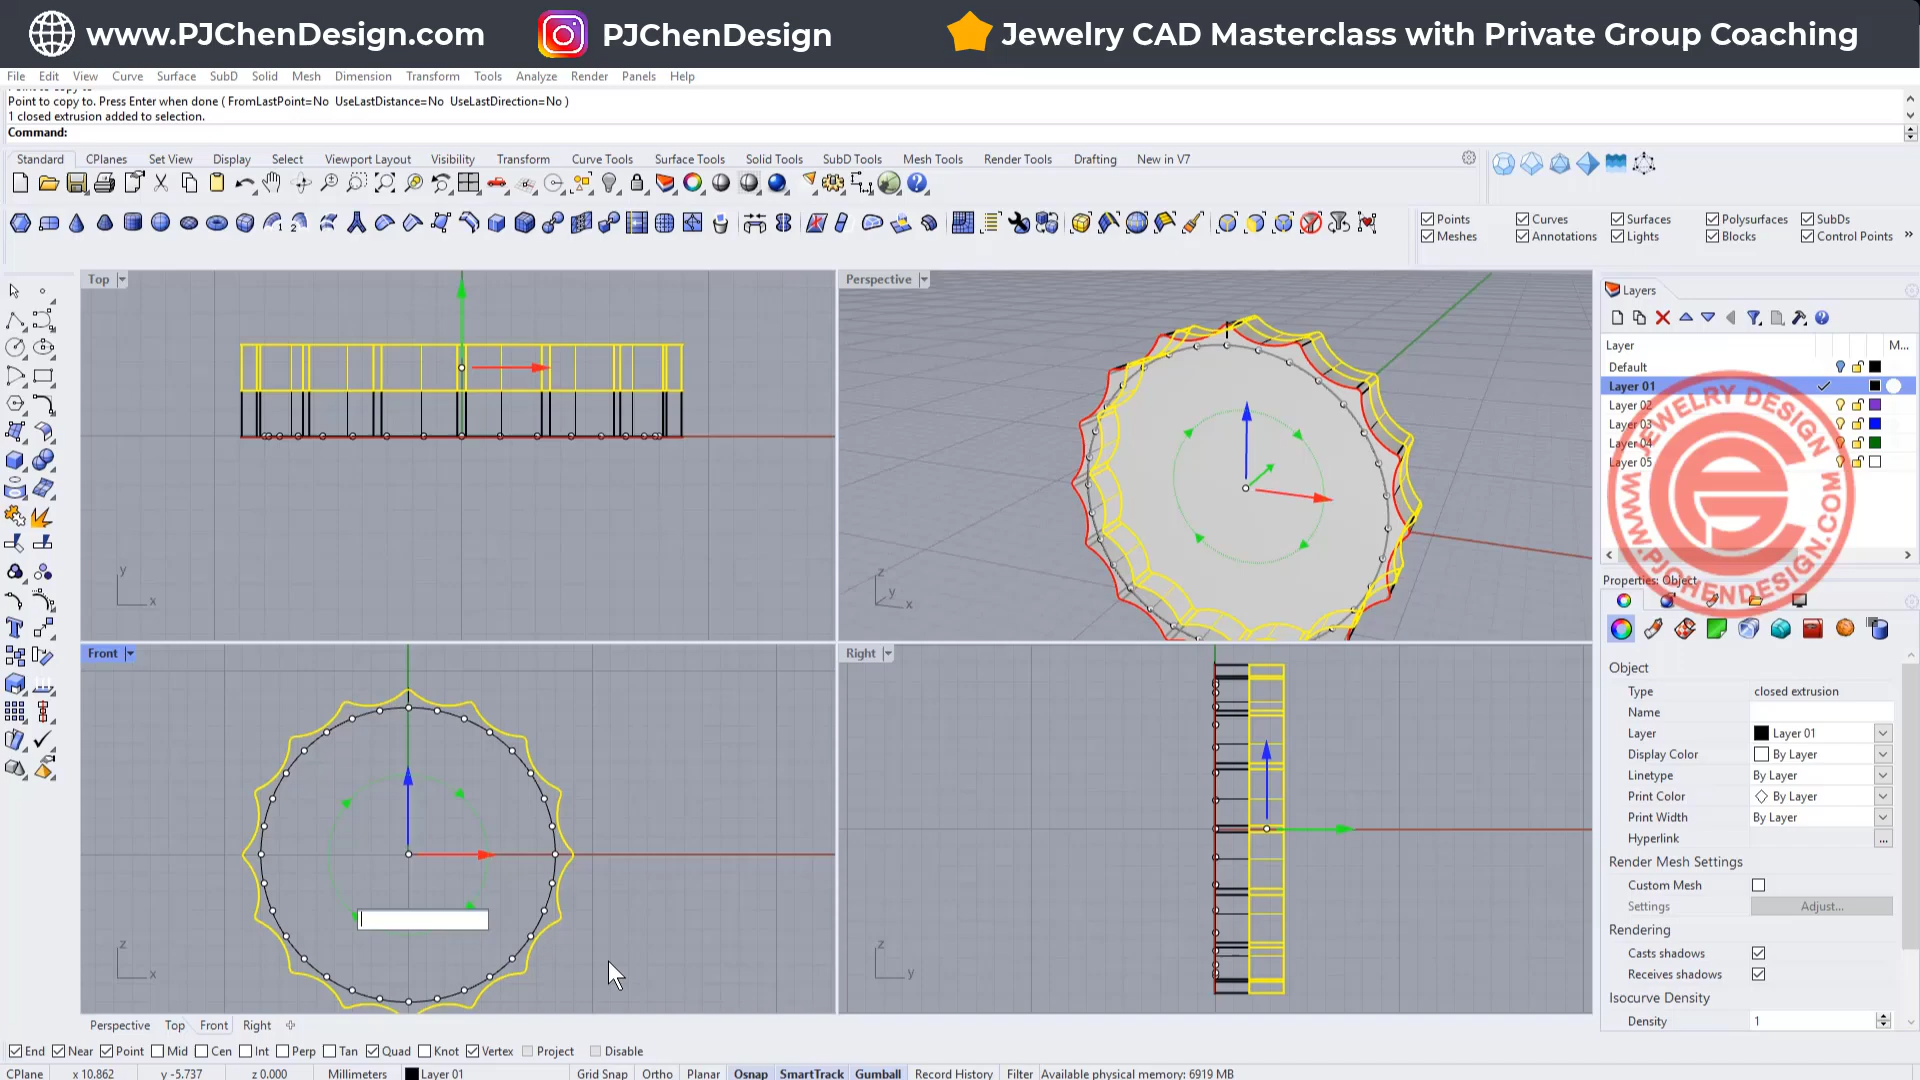 www.PJChenDesign.com PJChenDesign Jewelry CAD Masterclass with Private Group Coaching
File Edit View Curve Surface SubD Solid Mesh Dimension Transform Tools Analyze Render Panels Help
Point to copy to. Press Enter when done ( FromLastPoint=No UseLastDistance=No UseLastDirection=No )
1 closed extrusion added to selection.
Command:
Standard CPlanes Set View Display Select Viewport Layout Visibility Transform Curve Tools Surface Tools Solid Tools SubD Tools Mesh Tools Render Tools Drafting New in V7
Points Curves Surfaces Polysurfaces SubDs
Meshes Annotations Lights Blocks Control Points
Top Perspective
Layers
Layer M...
Default
Layer 01
Layer 02
Layer 03
Layer 04
Layer 05
JEWELRY DESIGN
WWW.PJCHENDESIGN.COM
y
x
z
y
x
Properties: Object
Front Right
Object
Type closed extrusion
Name
Layer Layer 01
Display Color By Layer
Linetype By Layer
Print Color By Layer
Print Width By Layer
Hyperlink ...
Render Mesh Settings
Custom Mesh
Settings Adjust...
Rendering
Casts shadows
Receives shadows
Isocurve Density
Density 1
z
x
z
y
Perspective Top Front Right
End Near Point Mid Cen Int Perp Tan Quad Knot Vertex Project Disable
CPlane x 10.862 y -5.737 z 0.000 Millimeters Layer 01 Grid Snap Ortho Planar Osnap SmartTrack Gumball Record History Filter Available physical memory: 6919 MB